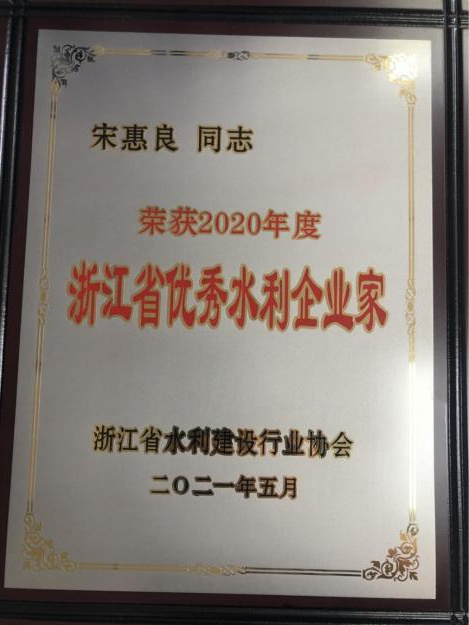 宋惠良 同志
荣获2020年度
浙江省优秀水利企业家
浙江省水利建设行业协会
二〇二一年五月